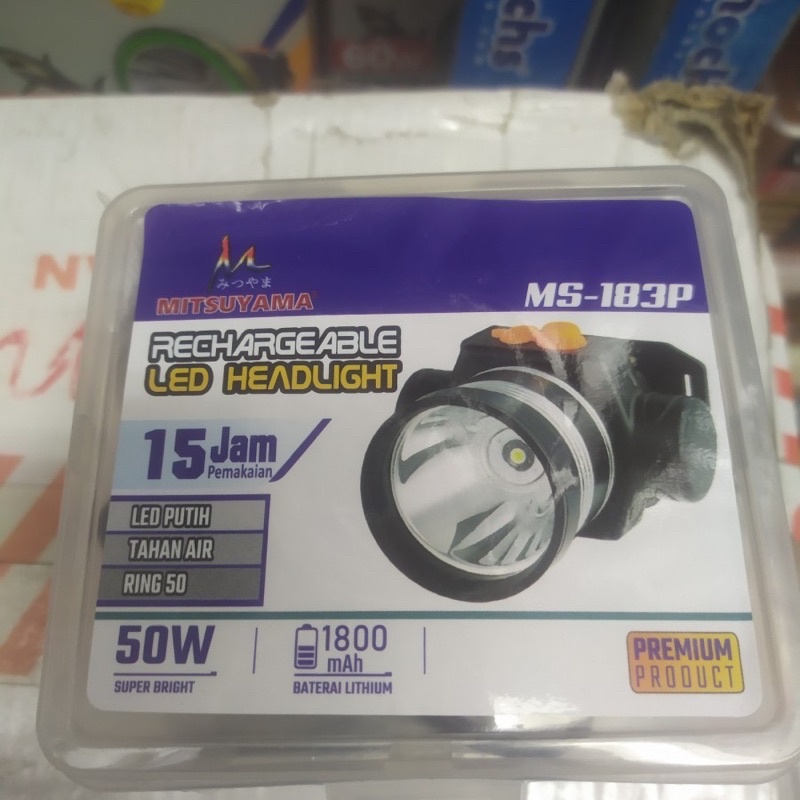 みつやま
MITSUYAMA
MS-183P
RECHARGEABLE
LED HEADLIGHT
15 Jam
Pemakaian
LED PUTIH
TAHAN AIR
RING 50
50W
SUPER BRIGHT
1800
mAh
BATERAI LITHIUM
PREMIUM
PRODUCT